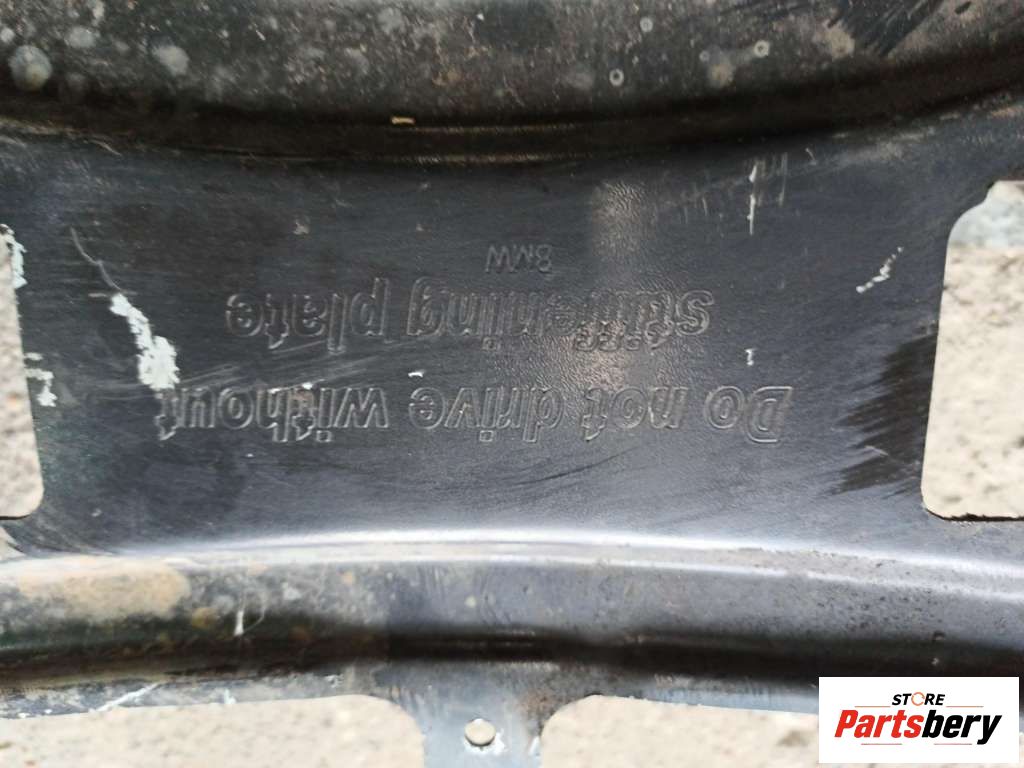 Do not drive without
stiffening plate
BMW
STORE
Partsbery